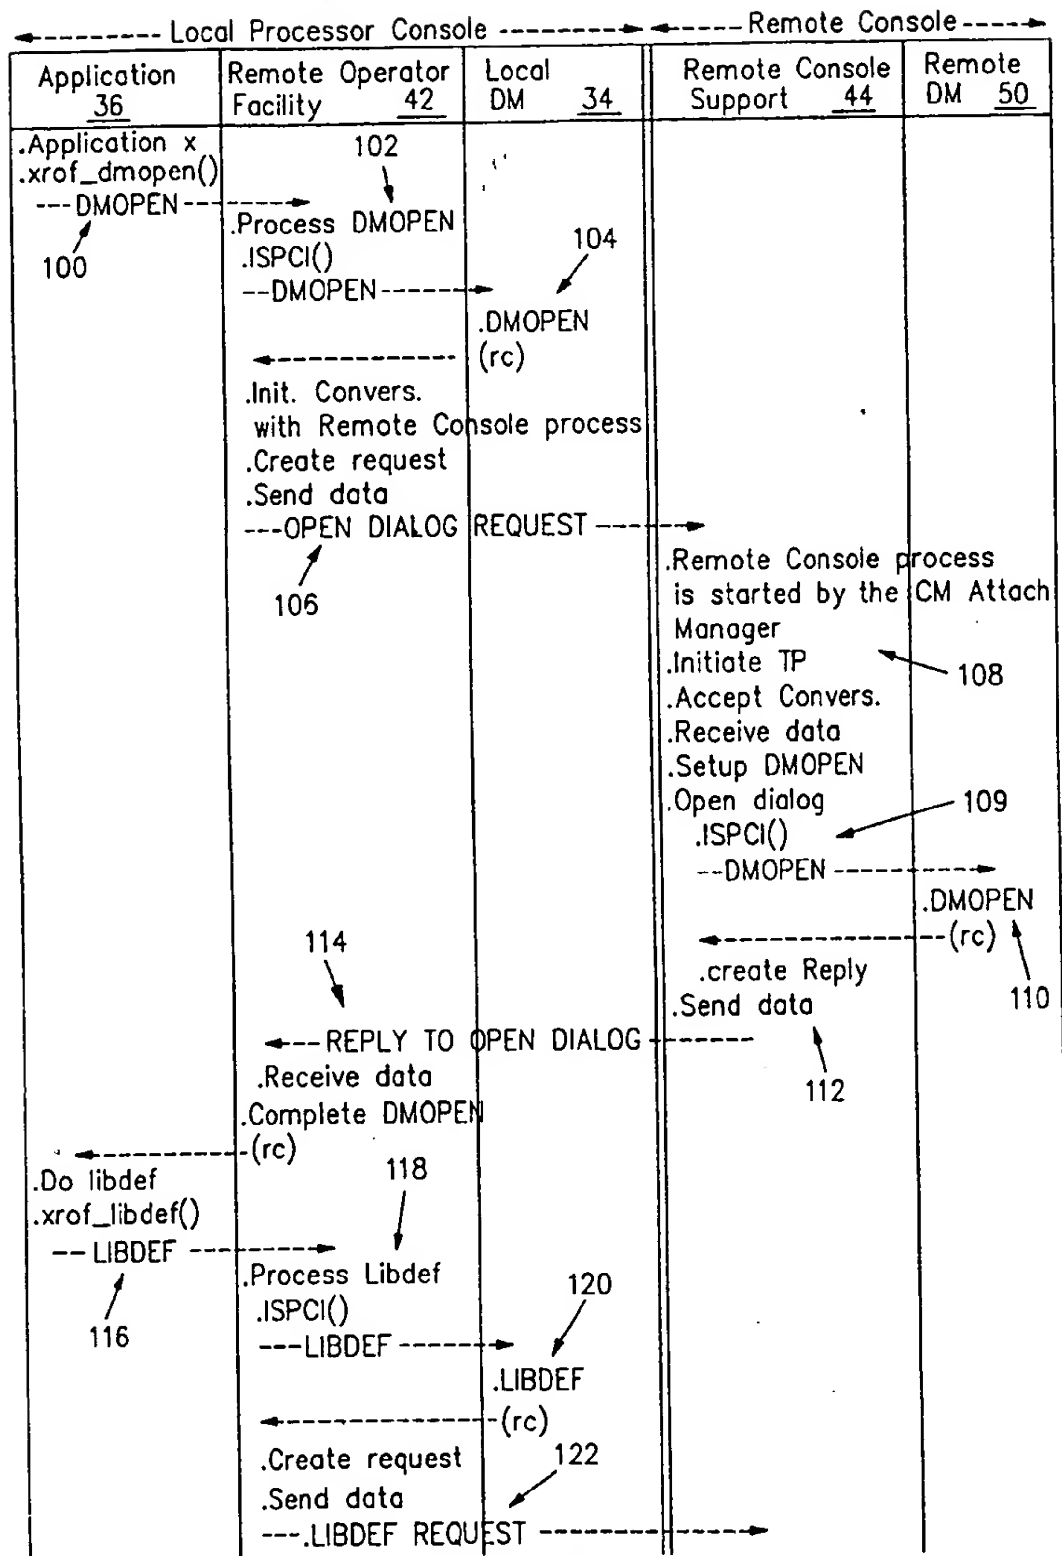 Local Processor Console Remote Console
Application 36
Remote Operator Facility 42
Local DM 34
Remote Console Support 44
Remote DM 50
.Application x
.xrof_dmopen()
---DMOPEN---
100
102
.Process DMOPEN
.ISPCI()
--DMOPEN---
104
.DMOPEN
(rc)
.Init. Convers.
with Remote Console process
.Create request
.Send data
---OPEN DIALOG REQUEST---
106
.Remote Console process
is started by the CM Attach
Manager
.Initiate TP
108
.Accept Convers.
.Receive data
.Setup DMOPEN
.Open dialog
109
.ISPCI()
--DMOPEN---
.DMOPEN
(rc)
110
.create Reply
.Send data
112
114
---REPLY TO OPEN DIALOG---
.Receive data
.Complete DMOPEN
(rc)
.Do libdef
.xrof_libdef()
--LIBDEF---
116
118
.Process Libdef
.ISPCI()
---LIBDEF---
120
.LIBDEF
(rc)
.Create request
122
.Send data
---.LIBDEF REQUEST---